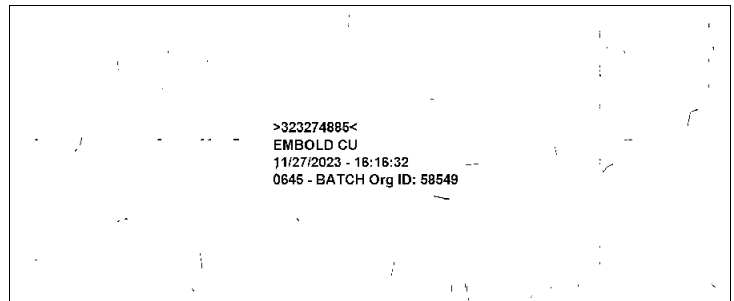 >323274885<
EMBOLD CU
11/27/2023 - 16:16:32
0645 - BATCH Org ID: 58549